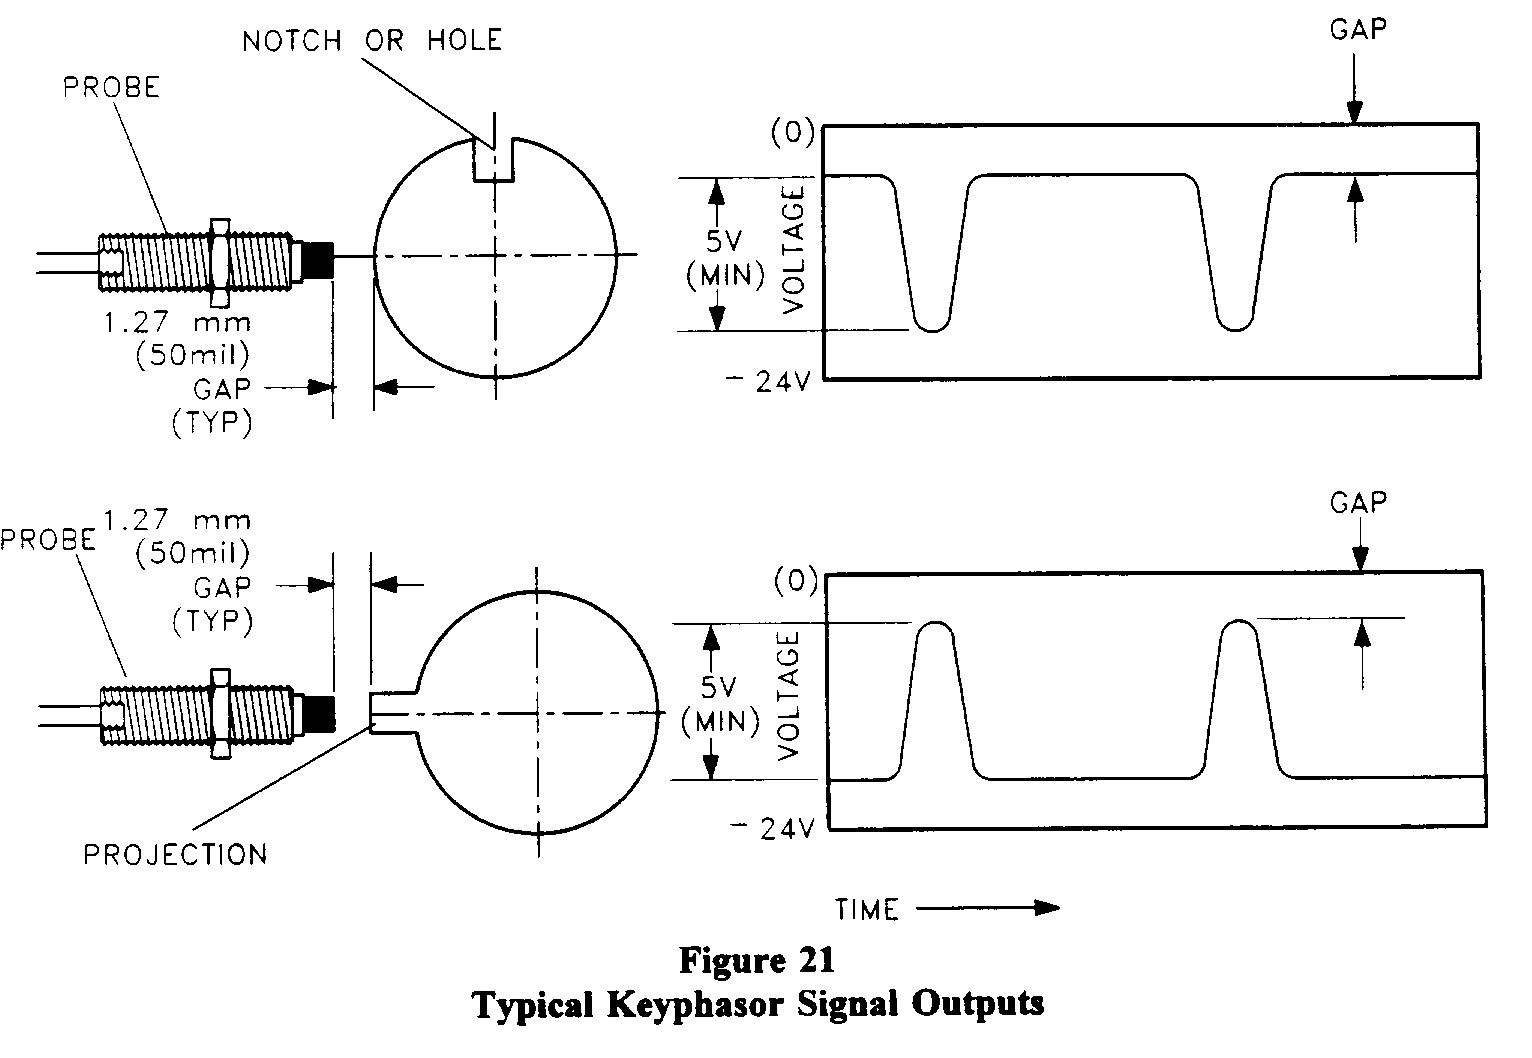 NOTCH OR HOLE
PROBE
1.27 mm
(50mil)
GAP
(TYP)
GAP
(0)
VOLTAGE
5V
(MIN)
- 24V
1.27 mm
(50mil)
PROBE
GAP
(TYP)
PROJECTION
GAP
(0)
VOLTAGE
5V
(MIN)
- 24V
TIME
Figure 21
Typical Keyphasor Signal Outputs